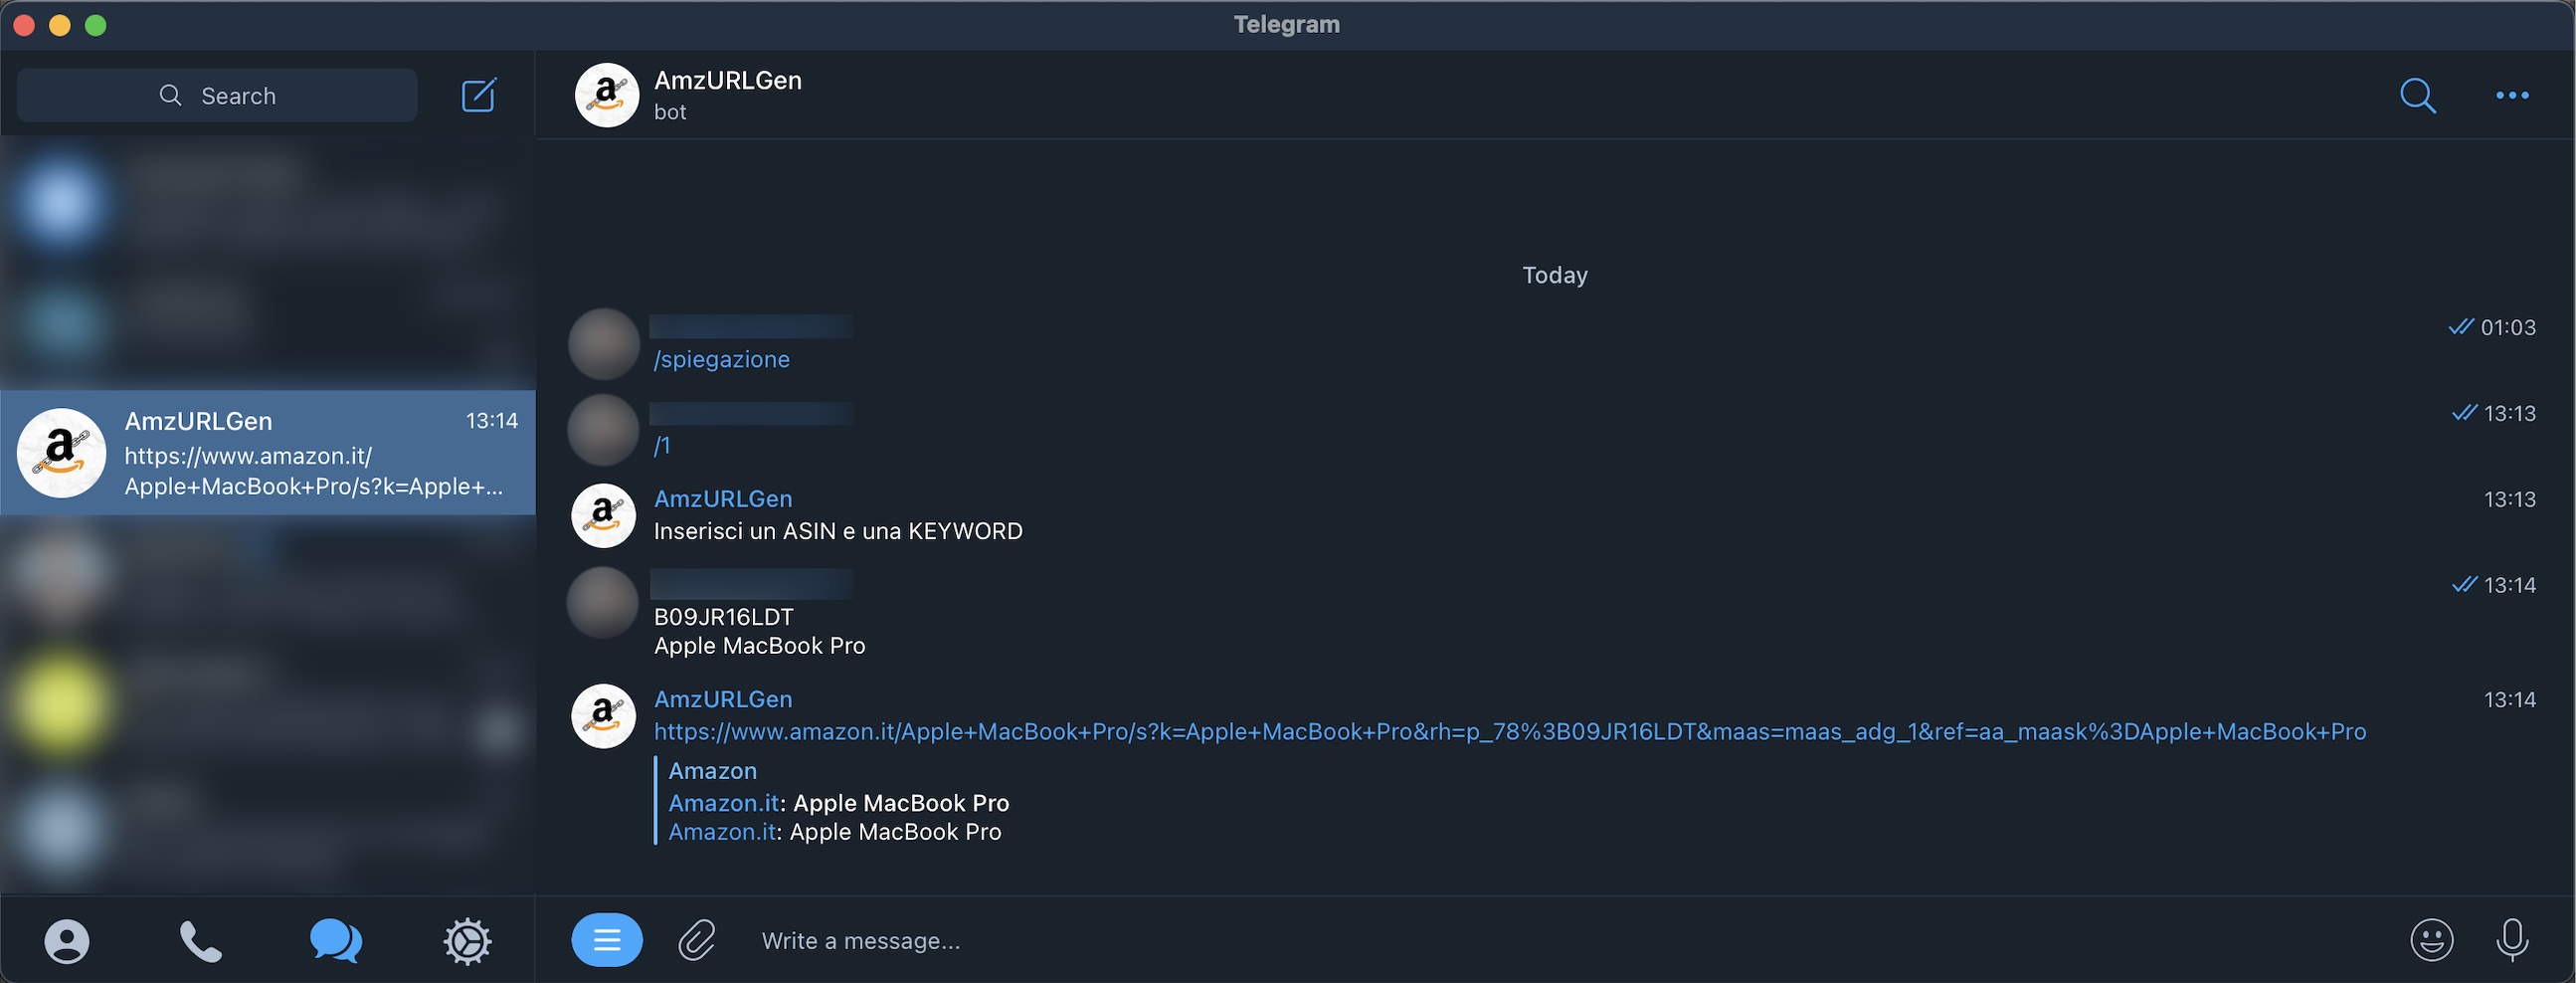 Telegram
Search
AmzURLGen
13:14
https://www.amazon.it/
Apple+MacBook+Pro/s?k=Apple+...
AmzURLGen
bot
Today
01:03
/spiegazione
13:13
/1
AmzURLGen
13:13
Inserisci un ASIN e una KEYWORD
13:14
B09JR16LDT
Apple MacBook Pro
AmzURLGen
13:14
https://www.amazon.it/Apple+MacBook+Pro/s?k=Apple+MacBook+Pro&rh=p_78%3B09JR16LDT&maas=maas_adg_1&ref=aa_maask%3DApple+MacBook+Pro
Amazon
Amazon.it: Apple MacBook Pro
Amazon.it: Apple MacBook Pro
Write a message...